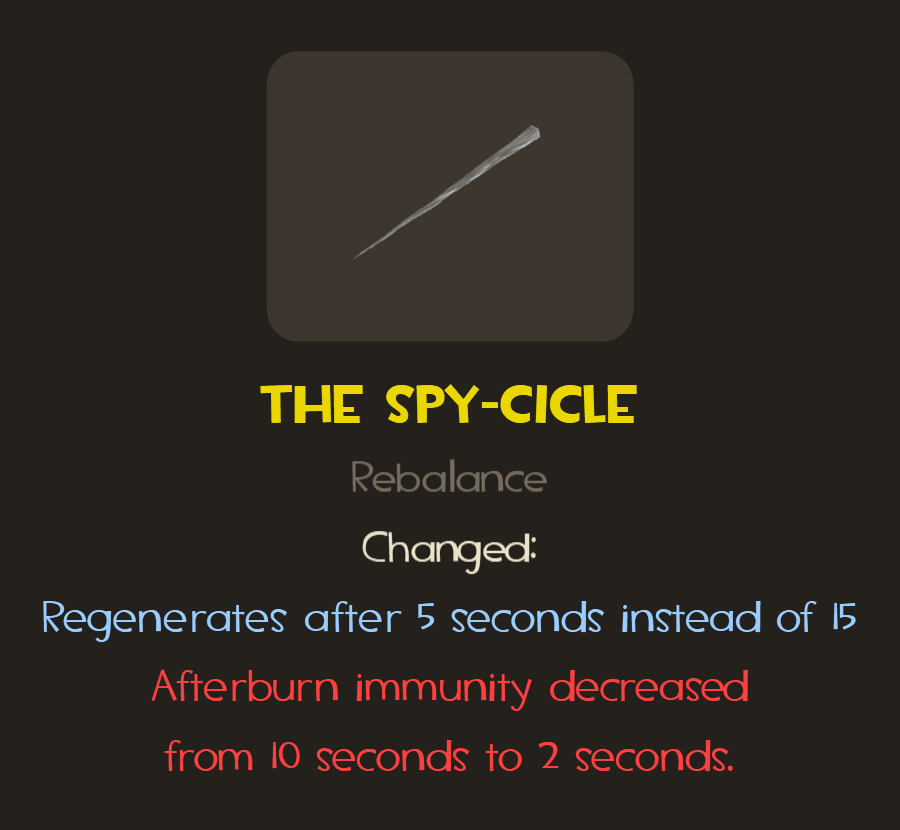 THE SPY-CICLE
Rebalance
Changed:
Regenerates after 5 seconds instead of 15
Afterburn immunity decreased
from 10 seconds to 2 seconds.